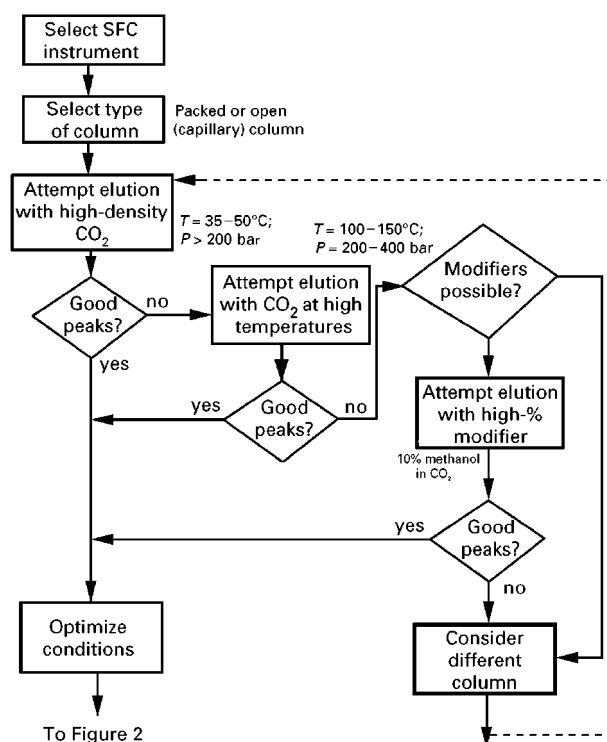 Select SFC
instrument
Select type
of column
Packed or open
(capillary) column
Attempt elution
with high-density
CO₂
T = 35–50°C;
P > 200 bar
Good
peaks?
no
yes
Attempt elution
with CO₂ at high
temperatures
T = 100–150°C;
P = 200–400 bar
Good
peaks?
yes
no
Modifiers
possible?
Attempt elution
with high-%
modifier
10% methanol
in CO₂
Good
peaks?
yes
no
Optimize
conditions
Consider
different
column
To Figure 2